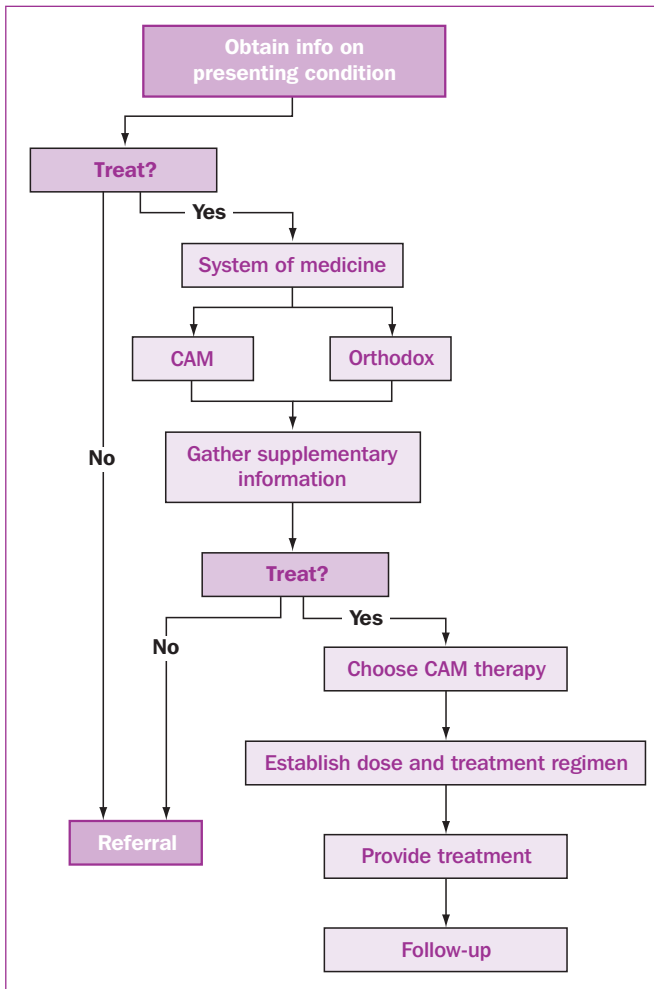 Obtain info on
presenting condition
Treat?
Yes
System of medicine
CAM
Orthodox
Gather supplementary
information
No
Treat?
Yes
No
Choose CAM therapy
Establish dose and treatment regimen
Referral
Provide treatment
Follow-up